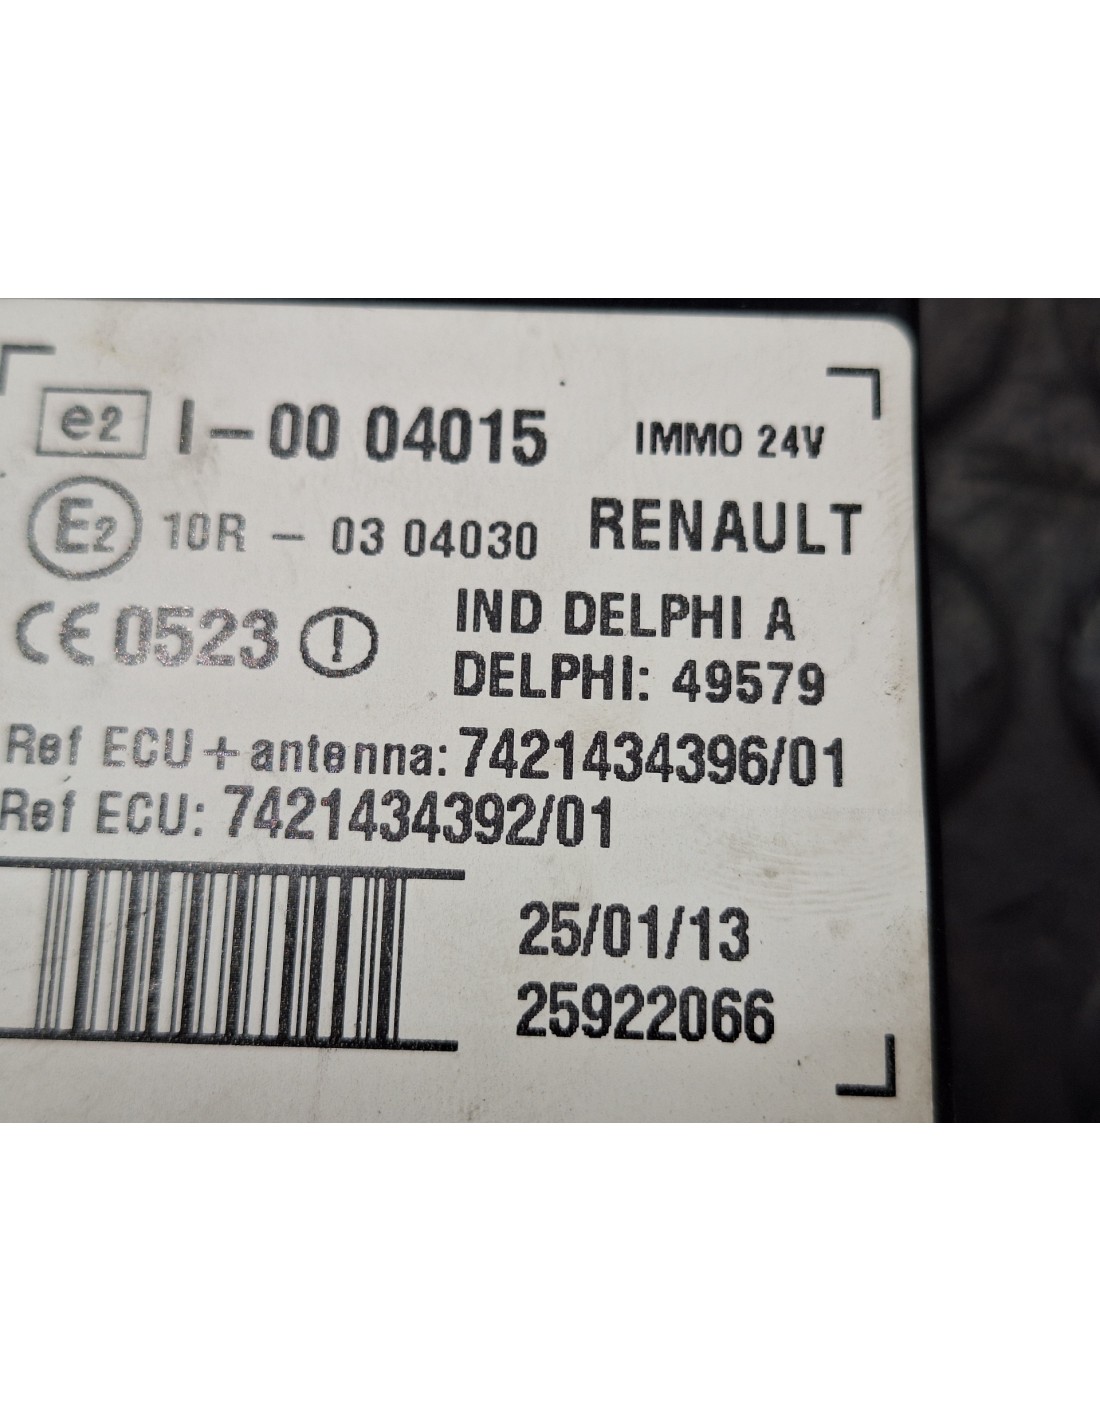 e2 I-00 04015 IMMO 24V
E2 10R - 03 04030 RENAULT
CE 0523 ! IND DELPHI A
DELPHI: 49579
Ref ECU+antenna: 7421434396/01
Ref ECU: 7421434392/01
25/01/13
25922066